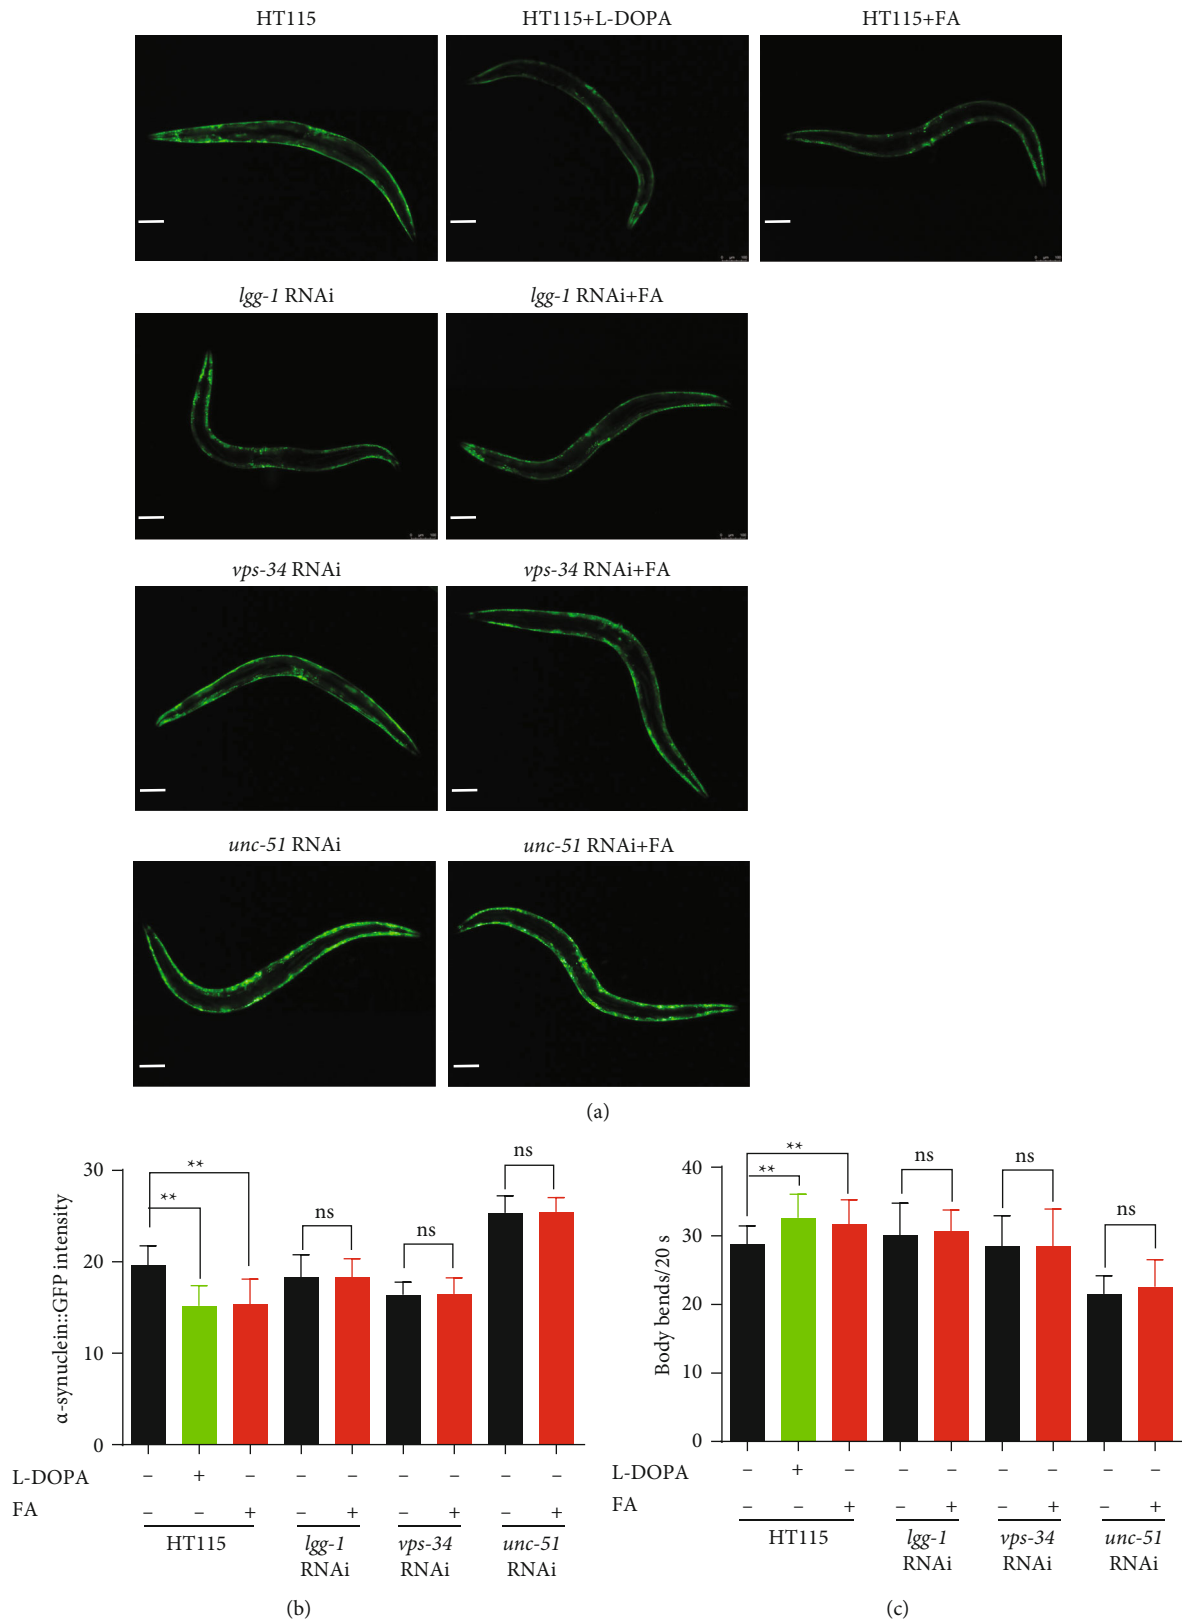 HT115 HT115+L-DOPA HT115+FA
lgg-1 RNAi lgg-1 RNAi+FA
vps-34 RNAi vps-34 RNAi+FA
unc-51 RNAi unc-51 RNAi+FA
(a)
α-synuclein::GFP intensity
30
20
10
0
** ** ns ns ns
L-DOPA – + – – – – – – –
FA – – + – + – + – +
HT115 lgg-1 RNAi vps-34 RNAi unc-51 RNAi
(b)
Body bends/20 s
40
30
20
10
0
** ** ns ns ns
L-DOPA – + – – – – – – –
FA – – + – + – + – +
HT115 lgg-1 RNAi vps-34 RNAi unc-51 RNAi
(c)